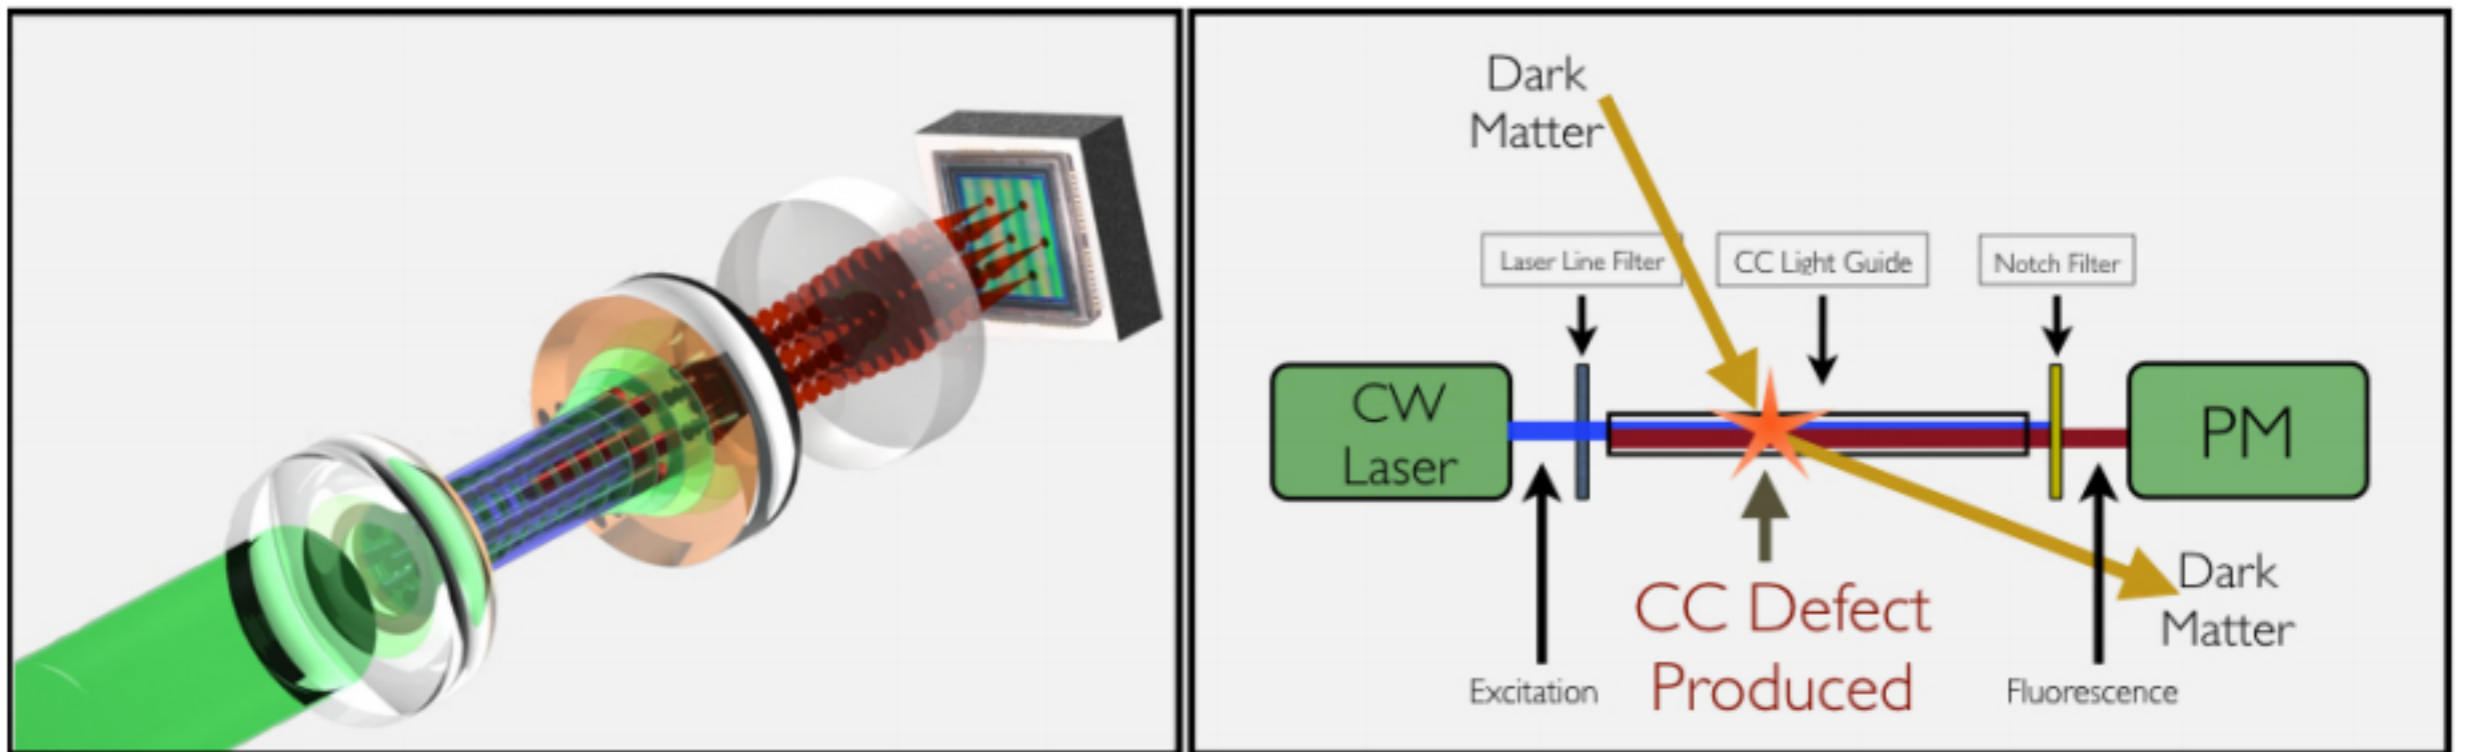 Dark
Matter
Laser Line Filter
CC Light Guide
Notch Filter
CW
Laser
PM
CC Defect
Produced
Dark
Matter
Excitation
Fluorescence